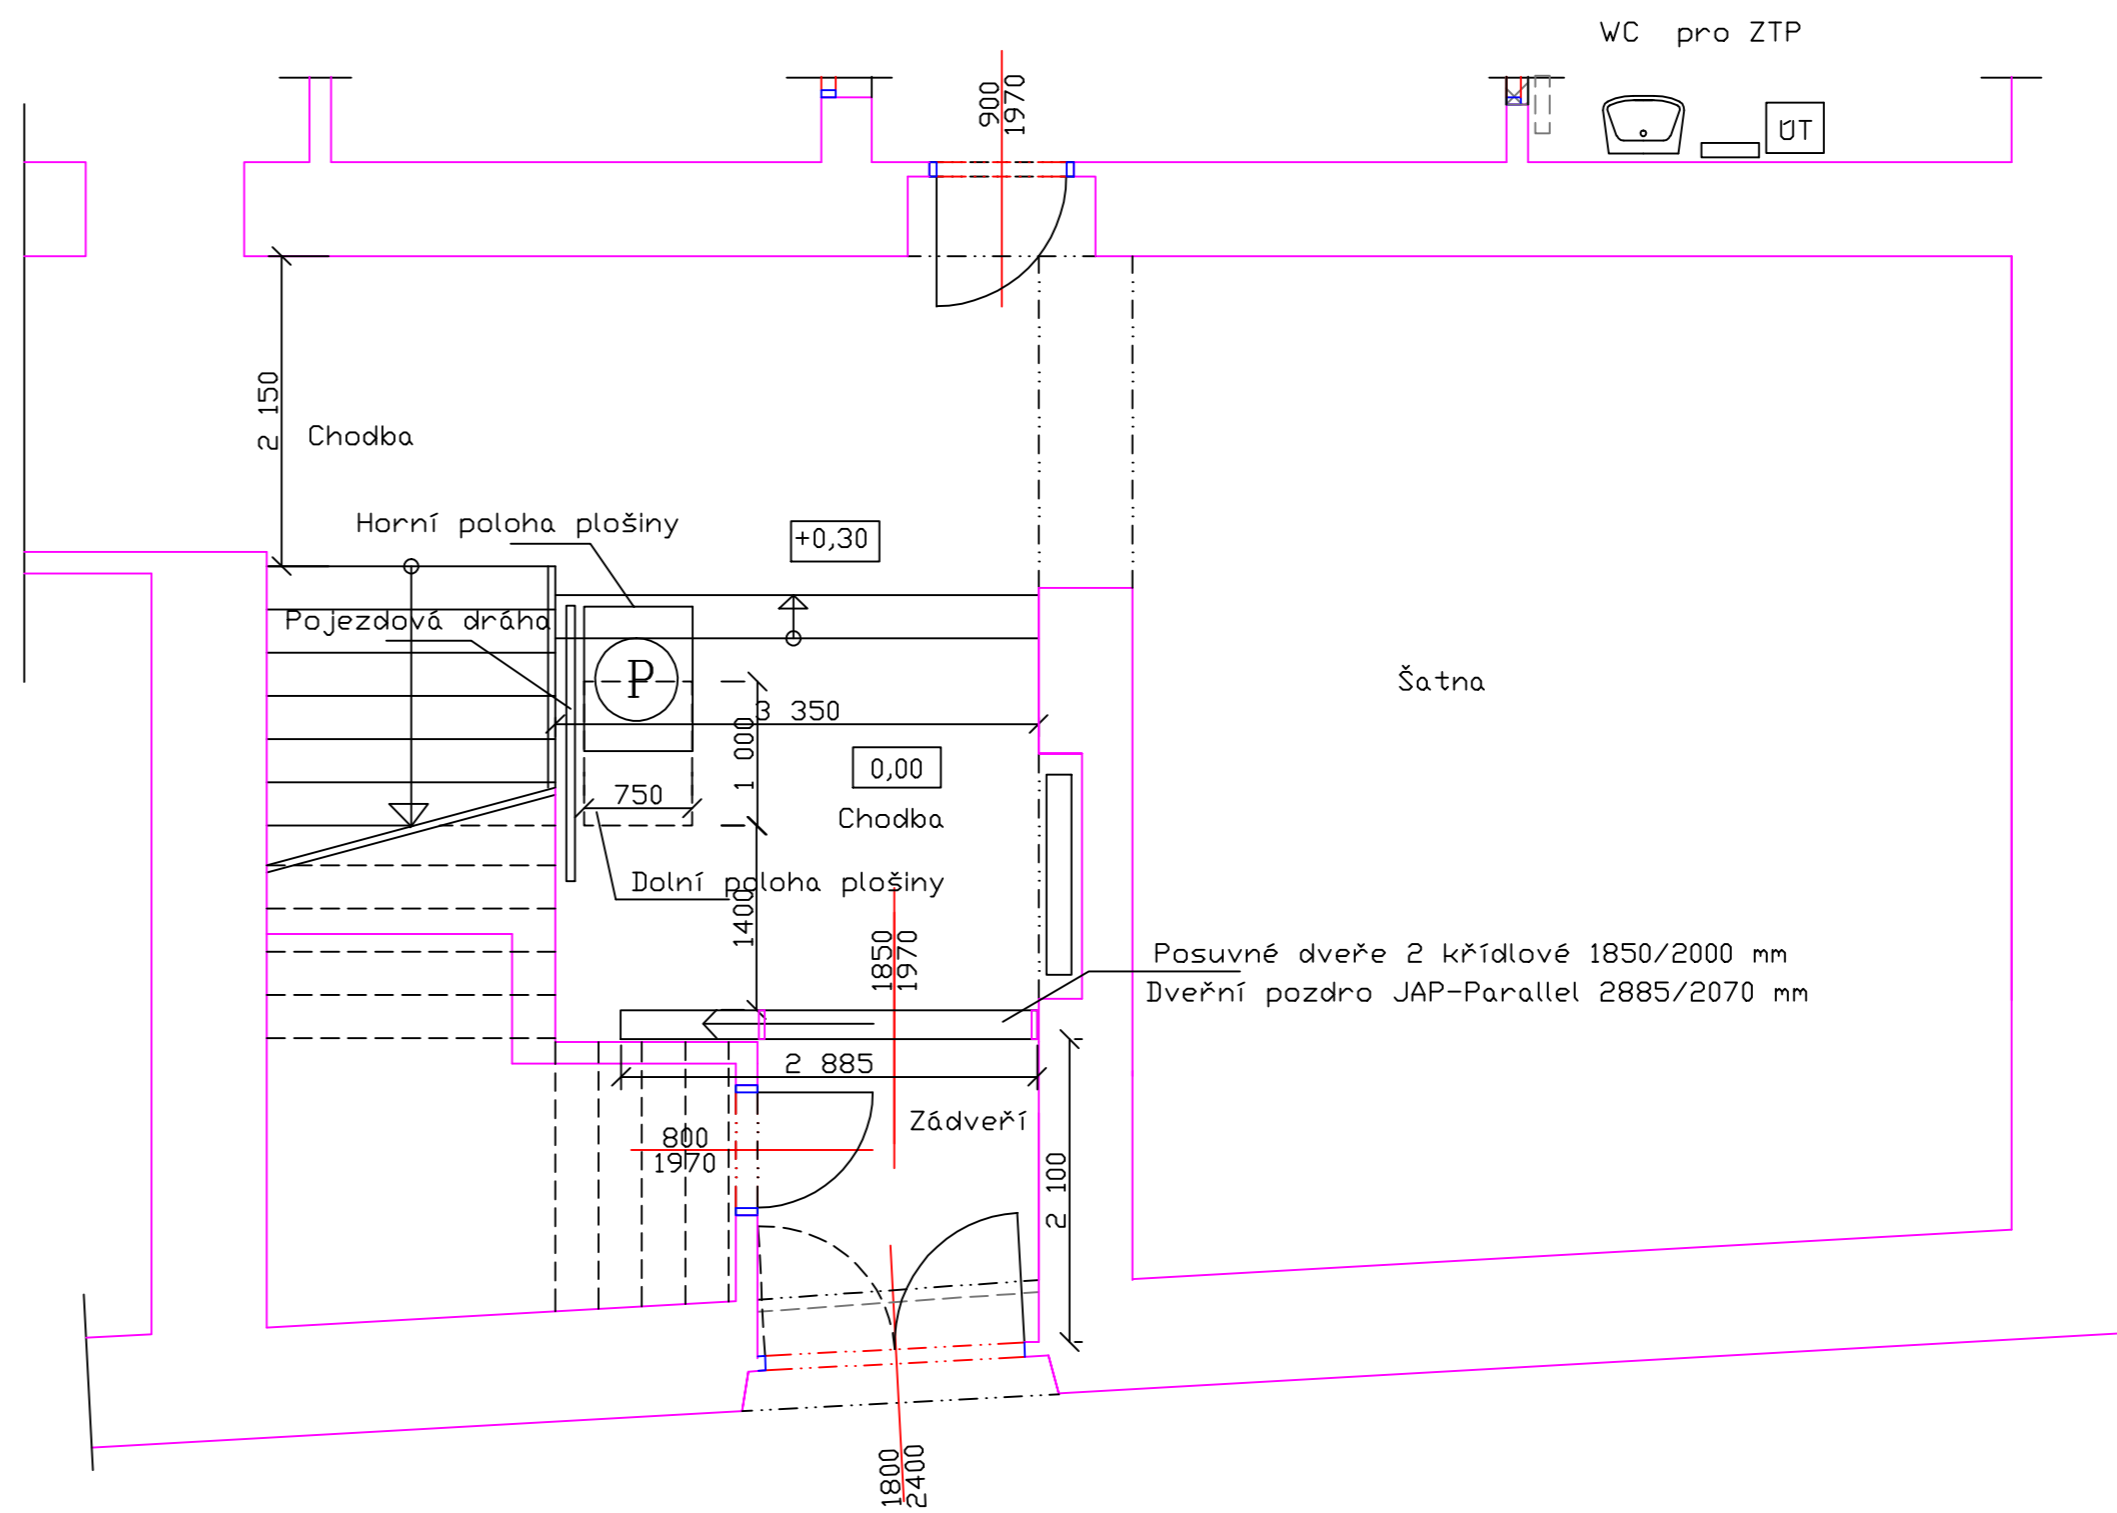 WC pro ZTP
900
1970
ÚT
2 150
Chodba
Horní poloha plošiny
+0,30
Pojezdová dráha
P
Šatna
3 350
1 000
0,00
750
Chodba
Dolní poloha plošiny
1400
1850
1970
Posuvné dveře 2 křídlové 1850/2000 mm
Dveřní pozdro JAP-Parallel 2885/2070 mm
2 885
Zádveří
800
1970
2 100
1800
2400